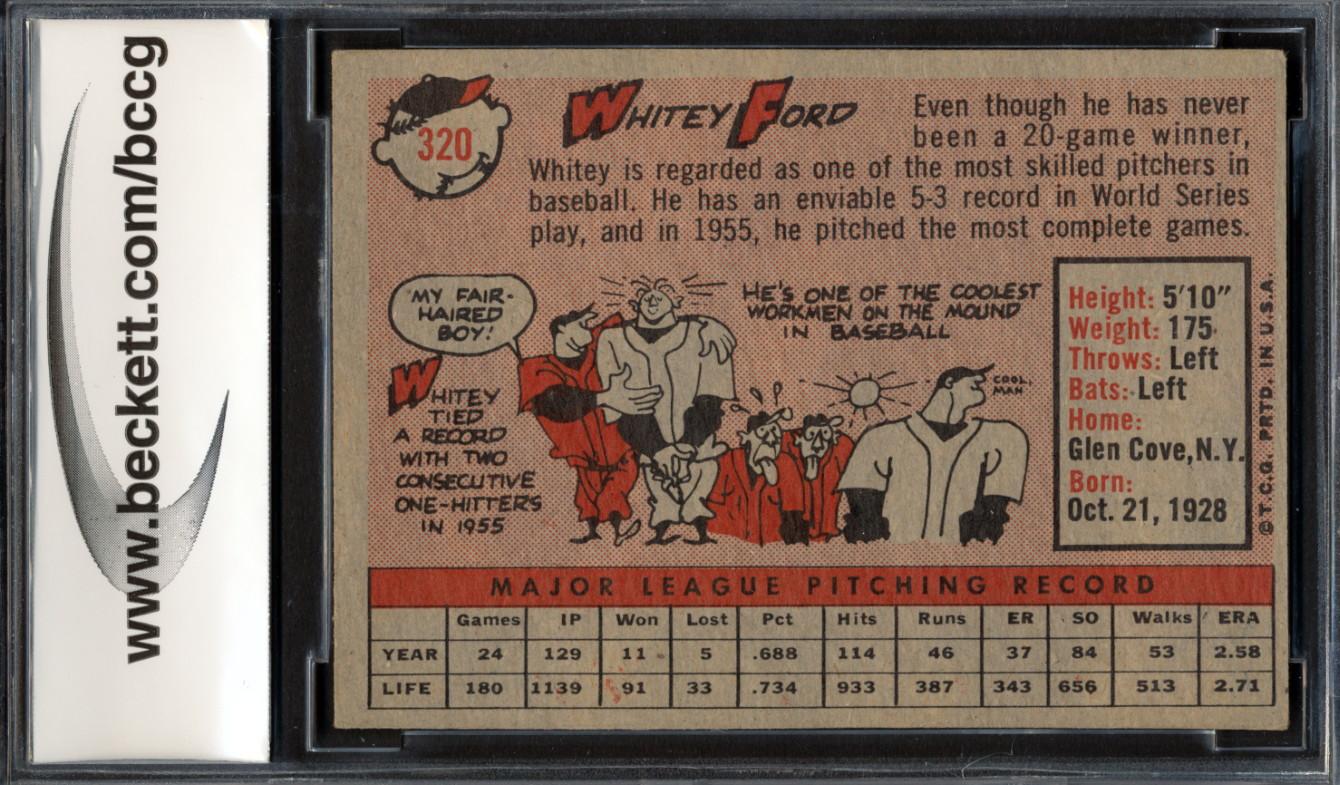 www.beckett.com/bccg
320
WHITEY FORD
Even though he has never
been a 20-game winner,
Whitey is regarded as one of the most skilled pitchers in
baseball. He has an enviable 5-3 record in World Series
play, and in 1955, he pitched the most complete games.
"MY FAIR-
HAIRED
BOY!"
WHITEY
TIED
A RECORD
WITH TWO
CONSECUTIVE
ONE-HITTERS
IN 1955
HE'S ONE OF THE COOLEST
WORKMEN ON THE MOUND
IN BASEBALL
COOL,
MAN
Height: 5'10"
Weight: 175
Throws: Left
Bats: Left
Home:
Glen Cove, N.Y.
Born:
Oct. 21, 1928
© T.C.G. PRTD. IN U.S.A.
MAJOR LEAGUE PITCHING RECORD
Games IP Won Lost Pct Hits Runs ER SO Walks ERA
YEAR 24 129 11 5 .688 114 46 37 84 53 2.58
LIFE 180 1139 91 33 .734 933 387 343 656 513 2.71